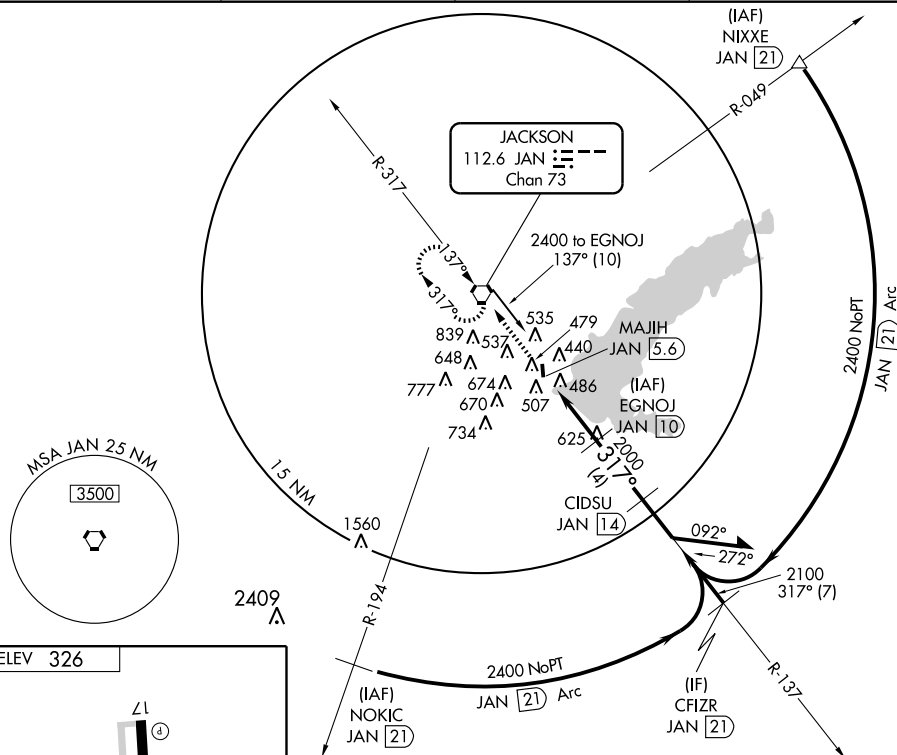 (IAF)
NIXXE
JAN 21
R-049
JACKSON
112.6 JAN
Chan 73
R-317
2400 to EGNOJ
137° (10)
137°
317°
2400 NoPT
JAN 21 Arc
535
479
839
537
440
MAJIH
JAN 5.6
648
777
674
486
507
670
734
(IAF)
EGNOJ
JAN 10
625
2000
317°
(4)
CIDSU
JAN 14
MSA JAN 25 NM
3500
15 NM
1560
092°
272°
2100
317° (7)
2409
R-194
R-137
2400 NoPT
JAN 21 Arc
(IAF)
NOKIC
JAN 21
(IF)
CFIZR
JAN 21
ELEV 326
17
P